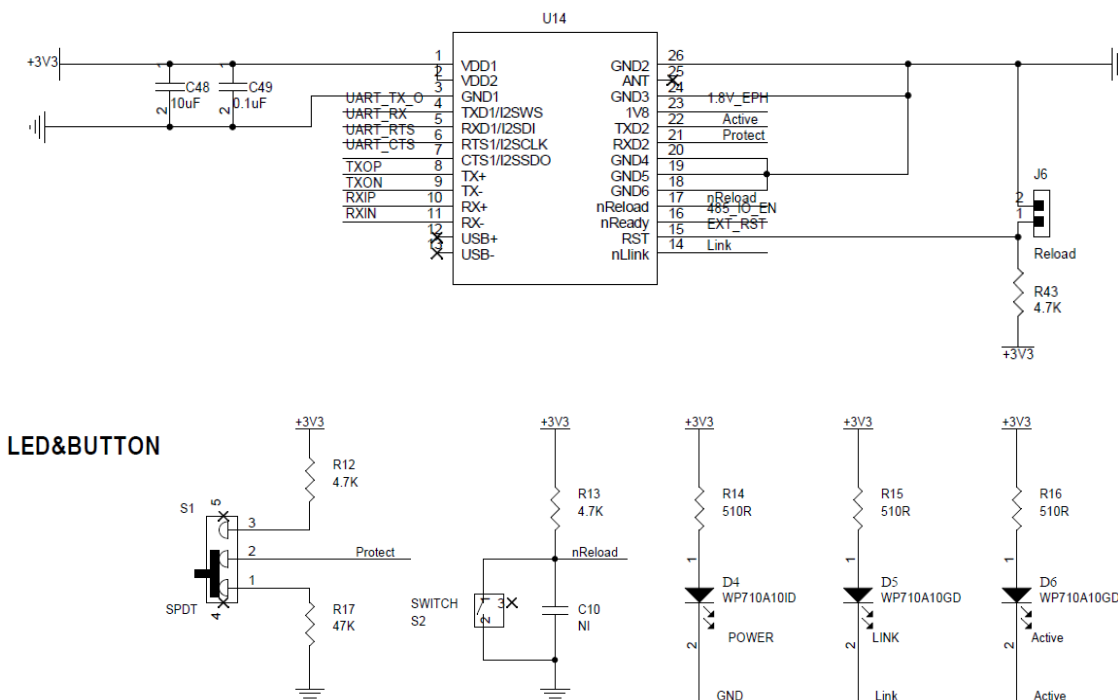 U14
+3V3
C48
10uF
C49
0.1uF
1
2
1
2
1 VDD1
2 VDD2
3 GND1
UART_TX_O 4 TXD1/I2SWS
UART_RX 5 RXD1/I2SDI
UART_RTS 6 RTS1/I2SCLK
UART_CTS 7 CTS1/I2SSDO
TXOP 8 TX+
TXON 9 TX-
RXIP 10 RX+
RXIN 11 RX-
12 USB+
13 USB-
GND2 26
ANT 25
GND3 24
1V8 23 1.8V_EPH
TXD2 22 Active
RXD2 21 Protect
GND4 20
GND5 19
GND6 18
nReload 17 nReload
nReady 16 485_IO_EN
RST 15 EXT_RST
nLlink 14 Link
J6
2
1
Reload
R43
4.7K
+3V3
LED&BUTTON
+3V3
R12
4.7K
S1
5
3
2 Protect
1
SPDT
4
R17
47K
+3V3
R13
4.7K
nReload
SWITCH
S2
1
3
2
C10
NI
+3V3
R14
510R
1
D4
WP710A10ID
POWER
2
GND
+3V3
R15
510R
1
D5
WP710A10GD
LINK
2
Link
+3V3
R16
510R
1
D6
WP710A10GD
Active
2
Active